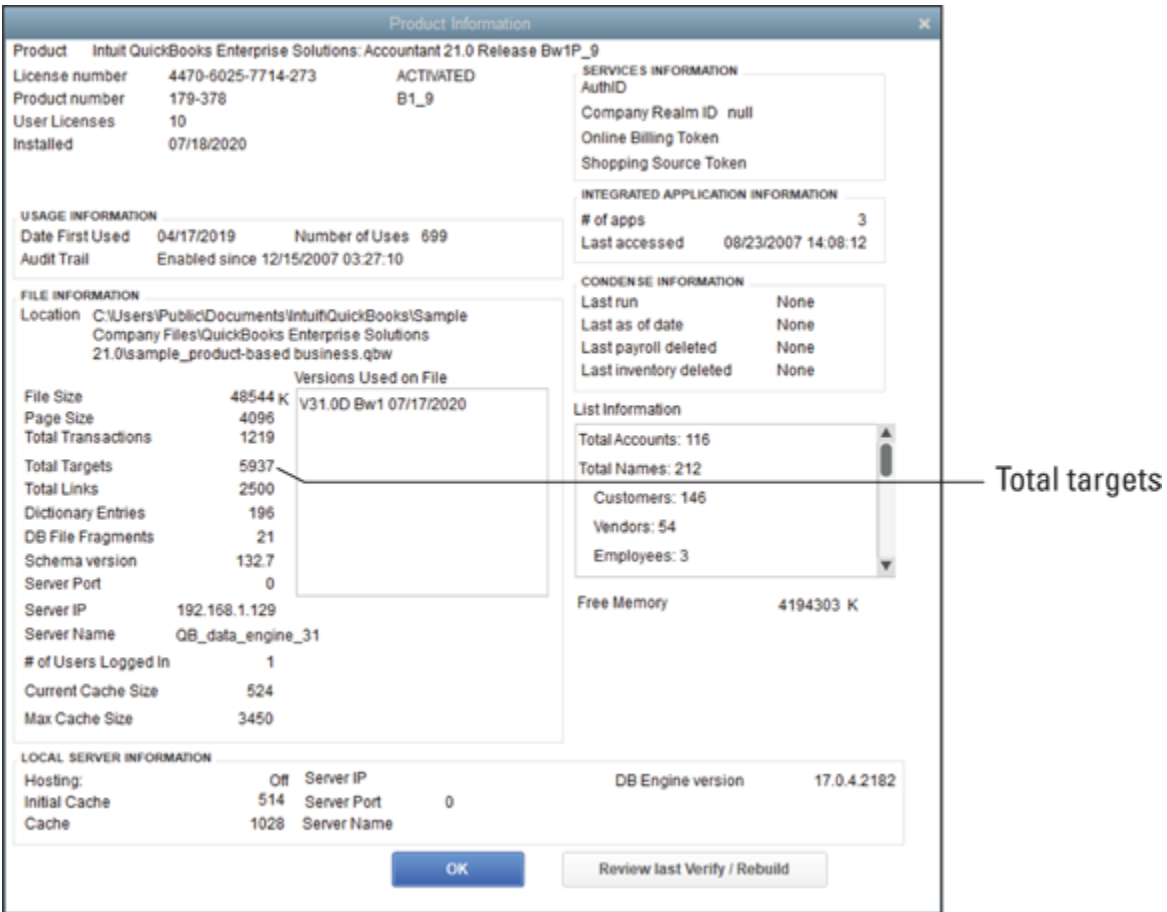 Product Information
Product Intuit QuickBooks Enterprise Solutions: Accountant 21.0 Release Bw1P_9
License number 4470-6025-7714-273 ACTIVATED
Product number 179-378 B1_9
User Licenses 10
Installed 07/18/2020
SERVICES INFORMATION
AuthID
Company Realm ID null
Online Billing Token
Shopping Source Token
USAGE INFORMATION
Date First Used 04/17/2019 Number of Uses 699
Audit Trail Enabled since 12/15/2007 03:27:10
INTEGRATED APPLICATION INFORMATION
# of apps 3
Last accessed 08/23/2007 14:08:12
CONDENSE INFORMATION
Last run None
Last as of date None
Last payroll deleted None
Last inventory deleted None
FILE INFORMATION
Location C:\Users\Public\Documents\Intuit\QuickBooks\Sample
Company Files\QuickBooks Enterprise Solutions
21.0\sample_product-based business.qbw
Versions Used on File
V31.0D Bw1 07/17/2020
File Size 48544 K
Page Size 4096
Total Transactions 1219
Total Targets 5937
Total Links 2500
Dictionary Entries 196
DB File Fragments 21
Schema version 132.7
Server Port 0
Server IP 192.168.1.129
Server Name QB_data_engine_31
# of Users Logged In 1
Current Cache Size 524
Max Cache Size 3450
List Information
Total Accounts: 116
Total Names: 212
Customers: 146
Vendors: 54
Employees: 3
Free Memory 4194303 K
Total targets
LOCAL SERVER INFORMATION
Hosting: Off Server IP DB Engine version 17.0.4.2182
Initial Cache 514 Server Port 0
Cache 1028 Server Name
OK Review last Verify / Rebuild